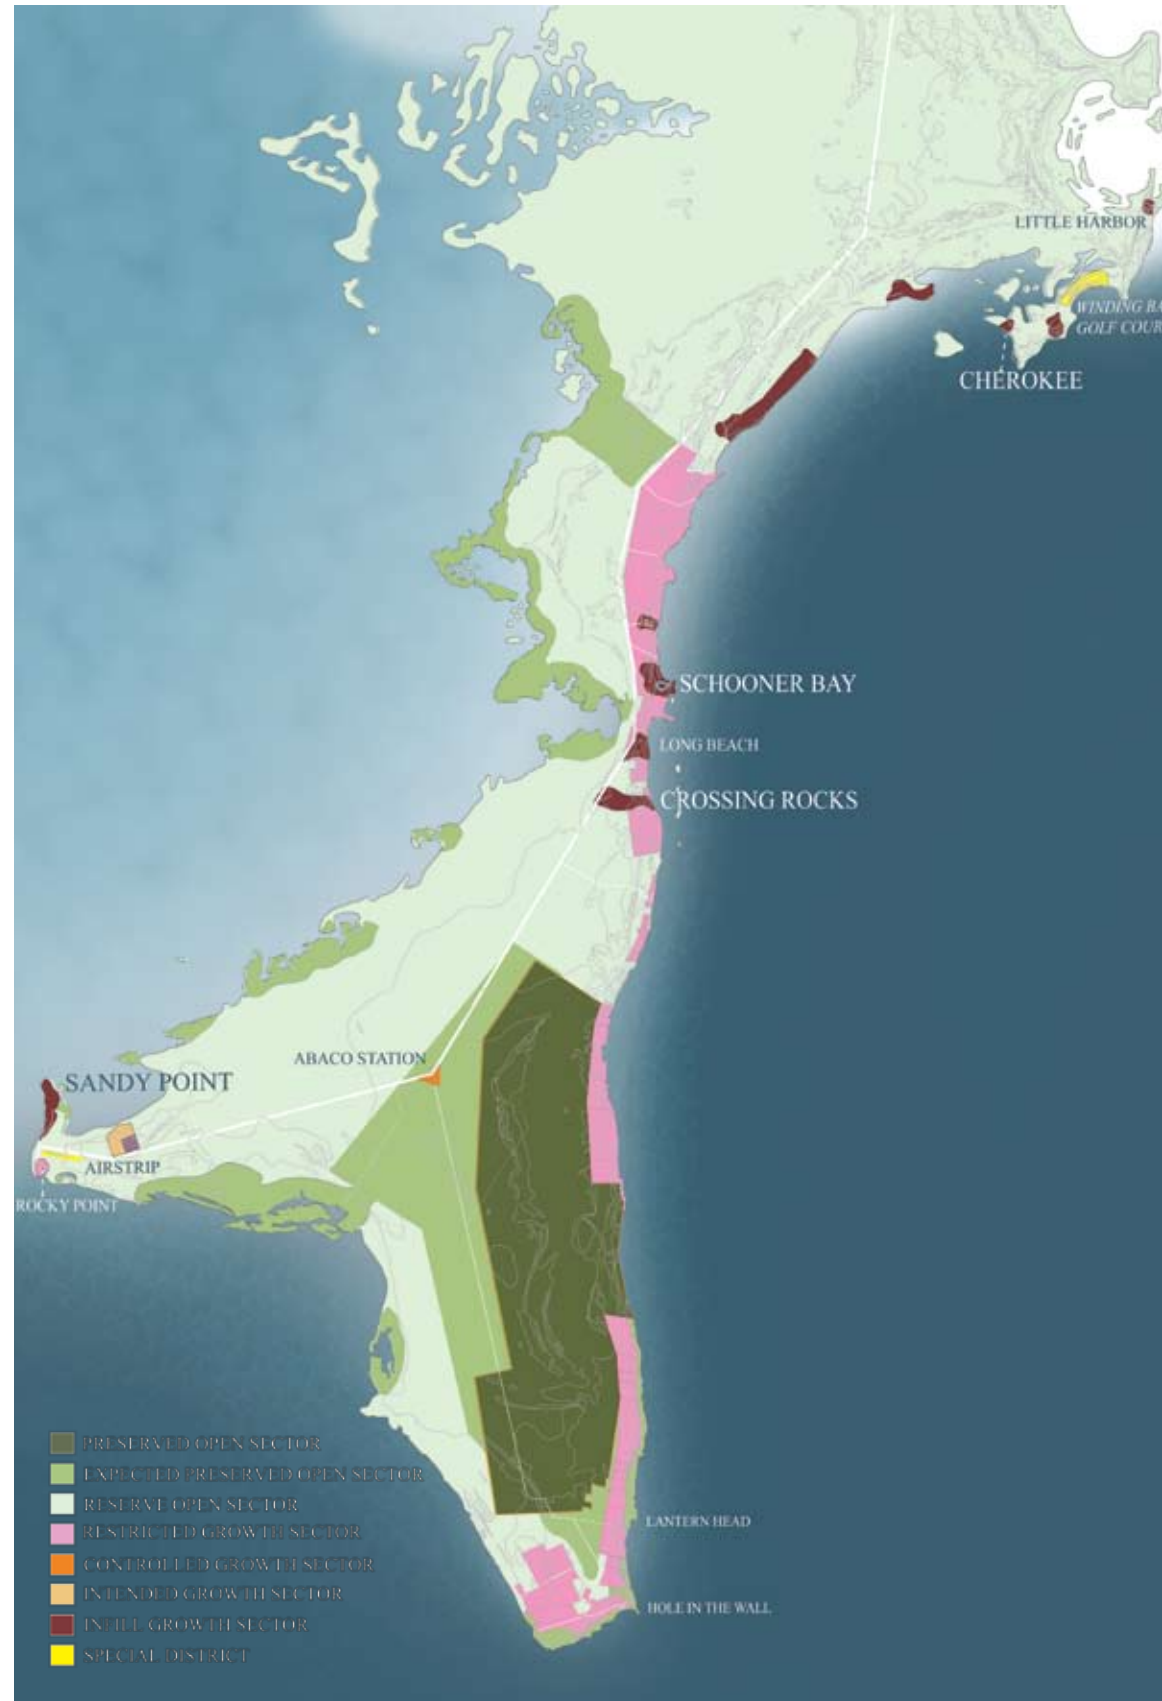 LITTLE HARBOR
WINDING BA
GOLF COUR
CHEROKEE
SCHOONER BAY
LONG BEACH
CROSSING ROCKS
ABACO STATION
SANDY POINT
AIRSTRIP
ROCKY POINT
PRESERVED OPEN SECTOR
EXPECTED PRESERVED OPEN SECTOR
RESERVE OPEN SECTOR
RESTRICTED GROWTH SECTOR
LANTERN HEAD
CONTROLLED GROWTH SECTOR
INTENDED GROWTH SECTOR
HOLE IN THE WALL
INFILL GROWTH SECTOR
SPECIAL DISTRICT